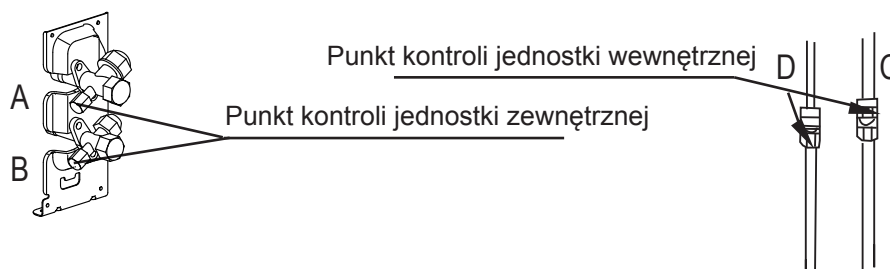 Punkt kontroli jednostki wewnętrznej
D
C
A
Punkt kontroli jednostki zewnętrznej
B